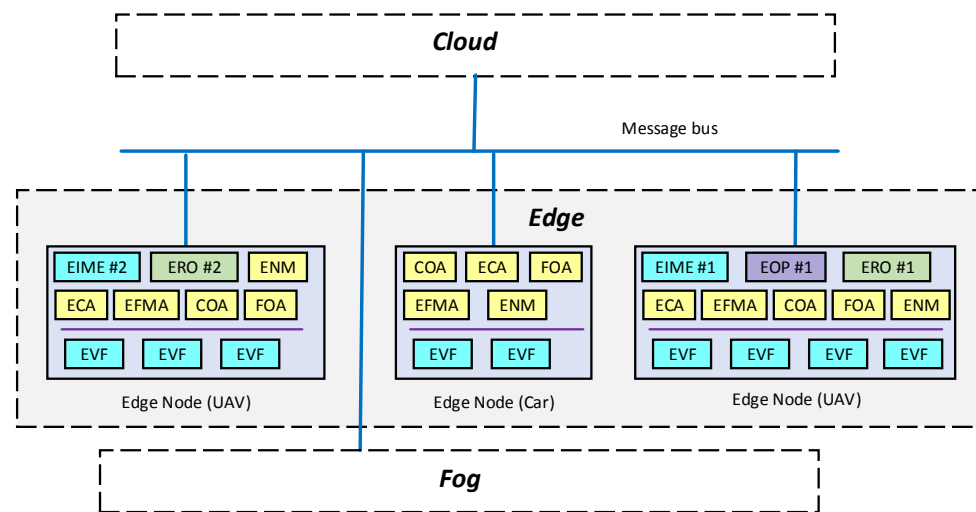 Cloud
Message bus
Edge
EIME #2 ERO #2 ENM
ECA EFMA COA FOA
EVF EVF EVF
Edge Node (UAV)
COA ECA FOA
EFMA ENM
EVF EVF
Edge Node (Car)
EIME #1 EOP #1 ERO #1
ECA EFMA COA FOA ENM
EVF EVF EVF EVF
Edge Node (UAV)
Fog